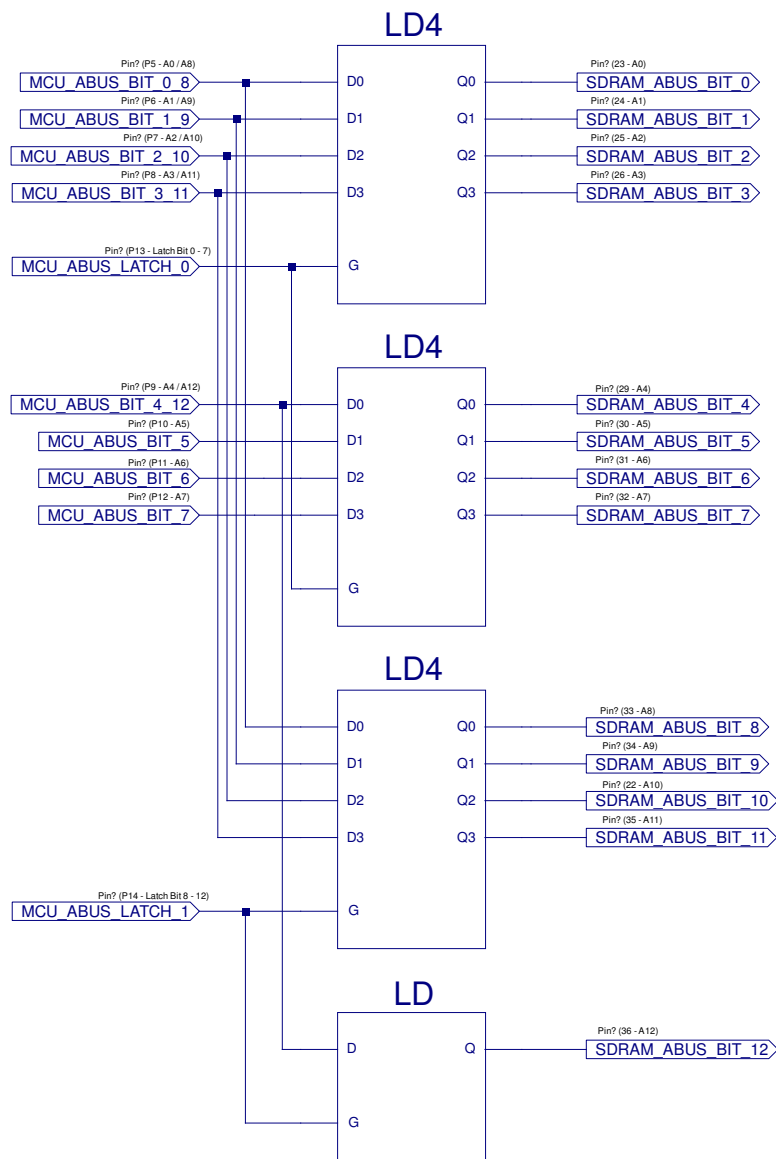 LD4
Pin? (P5 - A0 / A8)
MCU_ABUS_BIT_0_8
D0
Q0
Pin? (23 - A0)
SDRAM_ABUS_BIT_0
Pin? (P6 - A1 / A9)
MCU_ABUS_BIT_1_9
D1
Q1
Pin? (24 - A1)
SDRAM_ABUS_BIT_1
Pin? (P7 - A2 / A10)
MCU_ABUS_BIT_2_10
D2
Q2
Pin? (25 - A2)
SDRAM_ABUS_BIT_2
Pin? (P8 - A3 / A11)
MCU_ABUS_BIT_3_11
D3
Q3
Pin? (26 - A3)
SDRAM_ABUS_BIT_3
Pin? (P13 - Latch Bit 0 - 7)
MCU_ABUS_LATCH_0
G
LD4
Pin? (P9 - A4 / A12)
MCU_ABUS_BIT_4_12
D0
Q0
Pin? (29 - A4)
SDRAM_ABUS_BIT_4
Pin? (P10 - A5)
MCU_ABUS_BIT_5
D1
Q1
Pin? (30 - A5)
SDRAM_ABUS_BIT_5
Pin? (P11 - A6)
MCU_ABUS_BIT_6
D2
Q2
Pin? (31 - A6)
SDRAM_ABUS_BIT_6
Pin? (P12 - A7)
MCU_ABUS_BIT_7
D3
Q3
Pin? (32 - A7)
SDRAM_ABUS_BIT_7
G
LD4
D0
Q0
Pin? (33 - A8)
SDRAM_ABUS_BIT_8
D1
Q1
Pin? (34 - A9)
SDRAM_ABUS_BIT_9
D2
Q2
Pin? (22 - A10)
SDRAM_ABUS_BIT_10
D3
Q3
Pin? (35 - A11)
SDRAM_ABUS_BIT_11
Pin? (P14 - Latch Bit 8 - 12)
MCU_ABUS_LATCH_1
G
LD
D
Q
Pin? (36 - A12)
SDRAM_ABUS_BIT_12
G